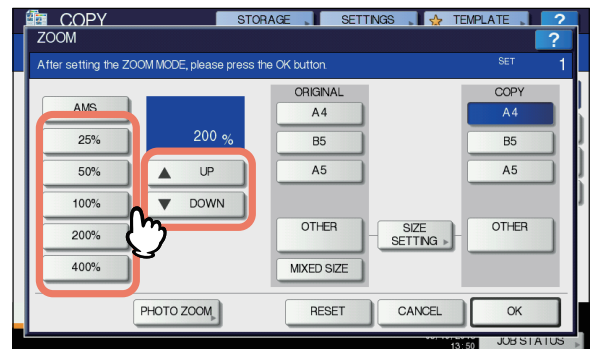 COPY
STORAGE
SETTINGS
TEMPLATE
?
ZOOM
?
After setting the ZOOM MODE, please press the OK button.
SET
1
AMS
25%
50%
100%
200%
400%
200 %
▲ UP
▼ DOWN
ORIGINAL
A4
B5
A5
OTHER
MIXED SIZE
SIZE
SETTING
COPY
A4
B5
A5
OTHER
PHOTO ZOOM
RESET
CANCEL
OK
13:50
JOB STATUS